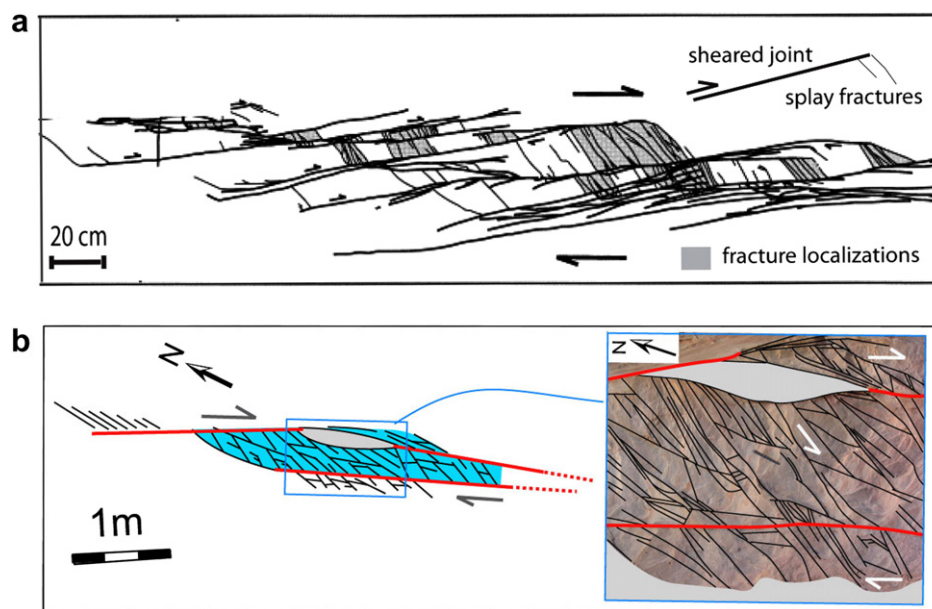 a
sheared joint
splay fractures
20 cm
fracture localizations
b
N
N
1m